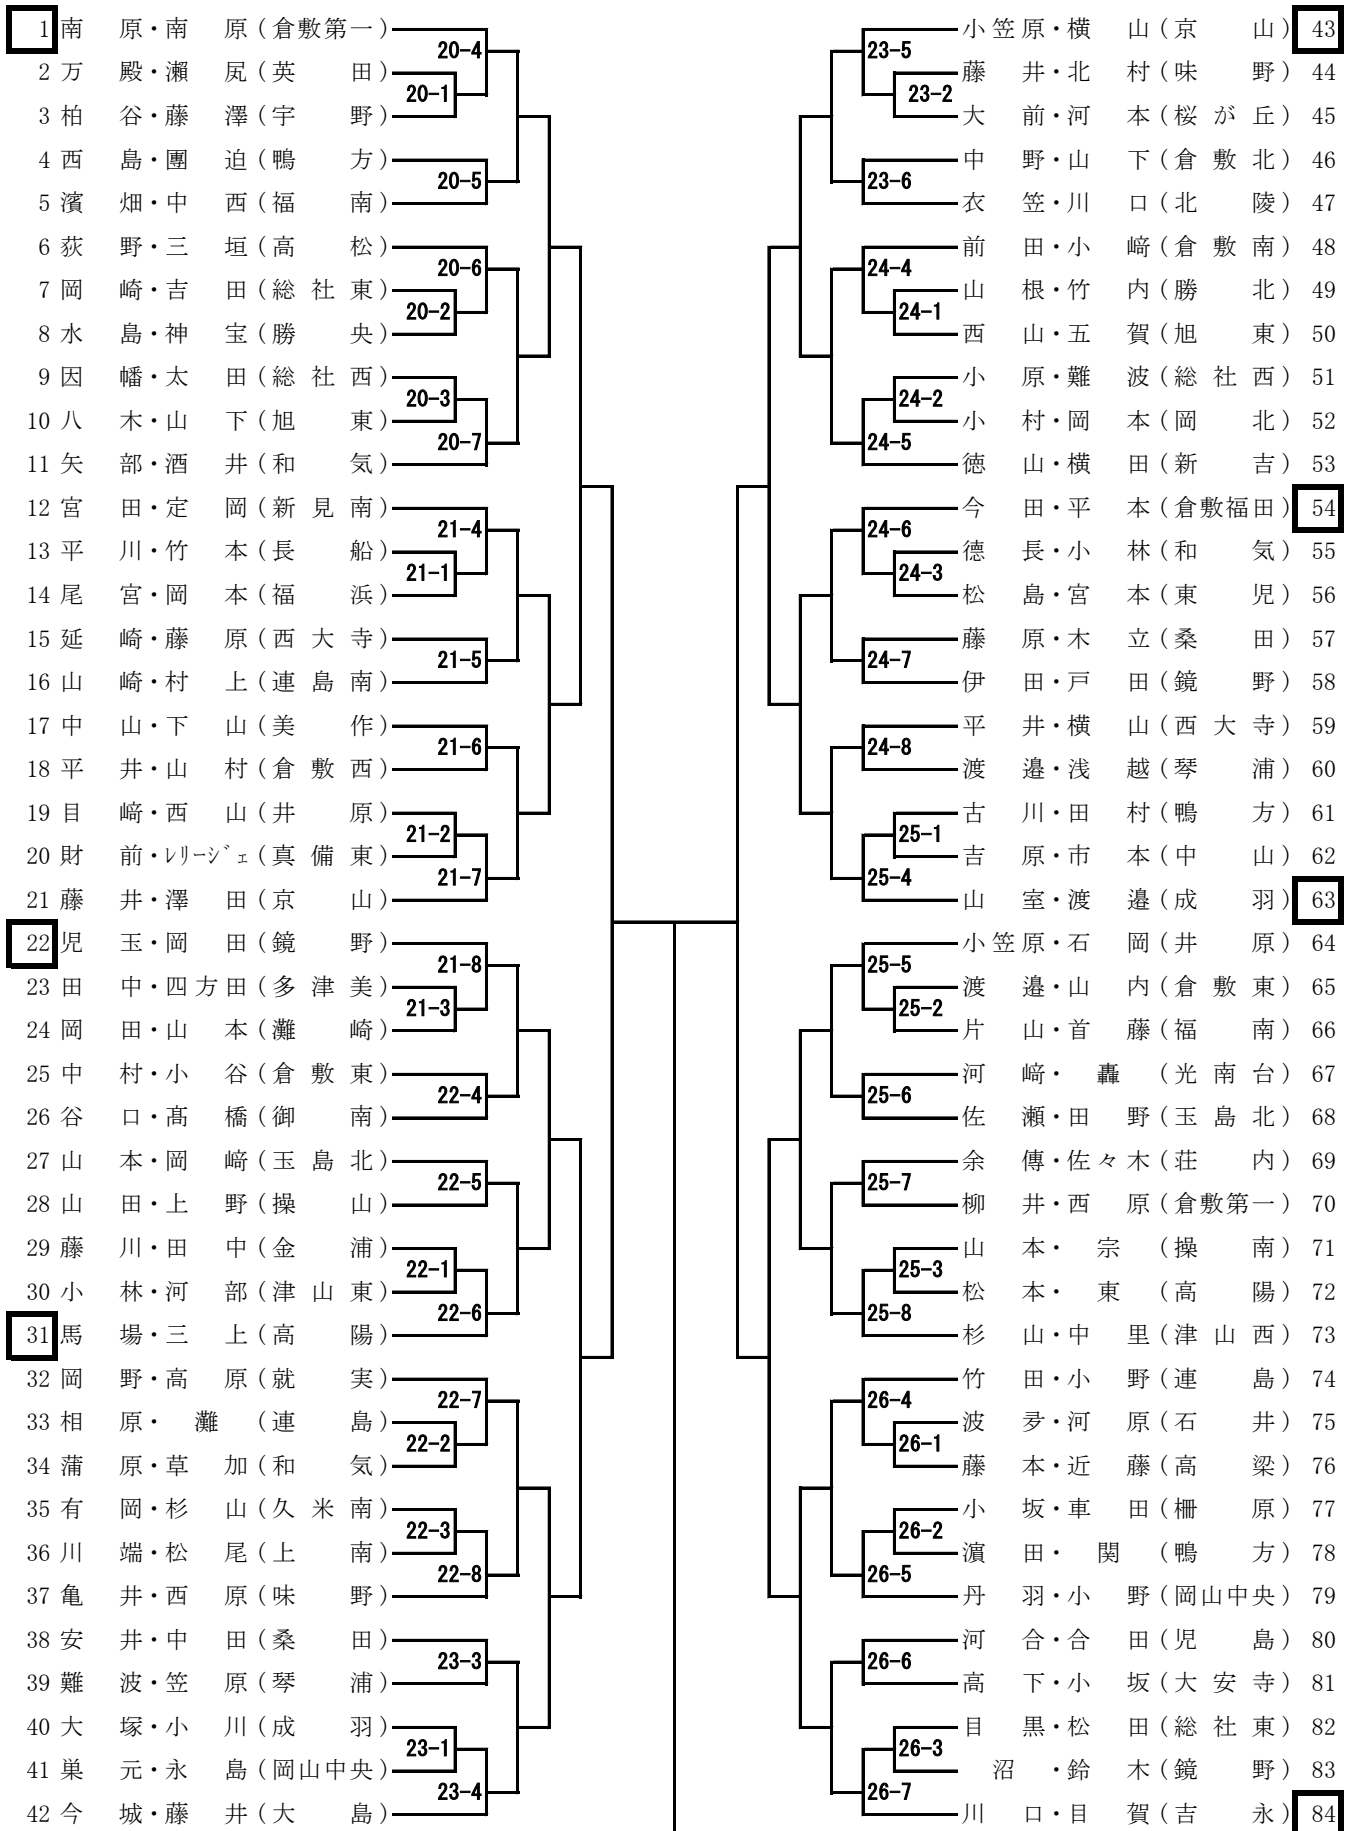 1 南原・南原（倉敷第一）
20-4
2 万殿・瀬尻（英田）
20-1
3 柏谷・藤澤（宇野）
4 西島・團迫（鴨方）
20-5
5 濱畑・中西（福南）
6 荻野・三垣（高松）
20-6
7 岡崎・吉田（総社東）
20-2
8 水島・神宝（勝央）
9 因幡・太田（総社西）
20-3
10 八木・山下（旭東）
20-7
11 矢部・酒井（和気）
12 宮田・定岡（新見南）
21-4
13 平川・竹本（長船）
21-1
14 尾宮・岡本（福浜）
15 延崎・藤原（西大寺）
21-5
16 山崎・村上（連島南）
17 中山・下山（美作）
21-6
18 平井・山村（倉敷西）
19 目﨑・西山（井原）
21-2
20 財前・ﾚﾘｰｼﾞｪ（真備東）
21-7
21 藤井・澤田（京山）
22 児玉・岡田（鏡野）
21-8
23 田中・四方田（多津美）
21-3
24 岡田・山本（灘崎）
25 中村・小谷（倉敷東）
22-4
26 谷口・髙橋（御南）
27 山本・岡﨑（玉島北）
22-5
28 山田・上野（操山）
29 藤川・田中（金浦）
22-1
30 小林・河部（津山東）
22-6
31 馬場・三上（高陽）
32 岡野・高原（就実）
22-7
33 相原・灘（連島）
22-2
34 蒲原・草加（和気）
35 有岡・杉山（久米南）
22-3
36 川端・松尾（上南）
22-8
37 亀井・西原（味野）
38 安井・中田（桑田）
23-3
39 難波・笠原（琴浦）
40 大塚・小川（成羽）
23-1
41 巣元・永島（岡山中央）
23-4
42 今城・藤井（大島）
小笠原・横山（京山） 43
23-5
藤井・北村（味野） 44
23-2
大前・河本（桜が丘） 45
中野・山下（倉敷北） 46
23-6
衣笠・川口（北陵） 47
前田・小﨑（倉敷南） 48
24-4
山根・竹内（勝北） 49
24-1
西山・五賀（旭東） 50
小原・難波（総社西） 51
24-2
小村・岡本（岡北） 52
24-5
徳山・横田（新吉） 53
今田・平本（倉敷福田） 54
24-6
徳長・小林（和気） 55
24-3
松島・宮本（東児） 56
藤原・木立（桑田） 57
24-7
伊田・戸田（鏡野） 58
平井・横山（西大寺） 59
24-8
渡邉・浅越（琴浦） 60
古川・田村（鴨方） 61
25-1
吉原・市本（中山） 62
25-4
山室・渡邉（成羽） 63
小笠原・石岡（井原） 64
25-5
渡邉・山内（倉敷東） 65
25-2
片山・首藤（福南） 66
河﨑・轟（光南台） 67
25-6
佐瀬・田野（玉島北） 68
余傳・佐々木（荘内） 69
25-7
柳井・西原（倉敷第一） 70
山本・宗（操南） 71
25-3
松本・東（高陽） 72
25-8
杉山・中里（津山西） 73
竹田・小野（連島） 74
26-4
波夛・河原（石井） 75
26-1
藤本・近藤（高梁） 76
小坂・車田（柵原） 77
26-2
濵田・関（鴨方） 78
26-5
丹羽・小野（岡山中央） 79
河合・合田（児島） 80
26-6
高下・小坂（大安寺） 81
目黒・松田（総社東） 82
26-3
沼・鈴木（鏡野） 83
26-7
川口・目賀（吉永） 84